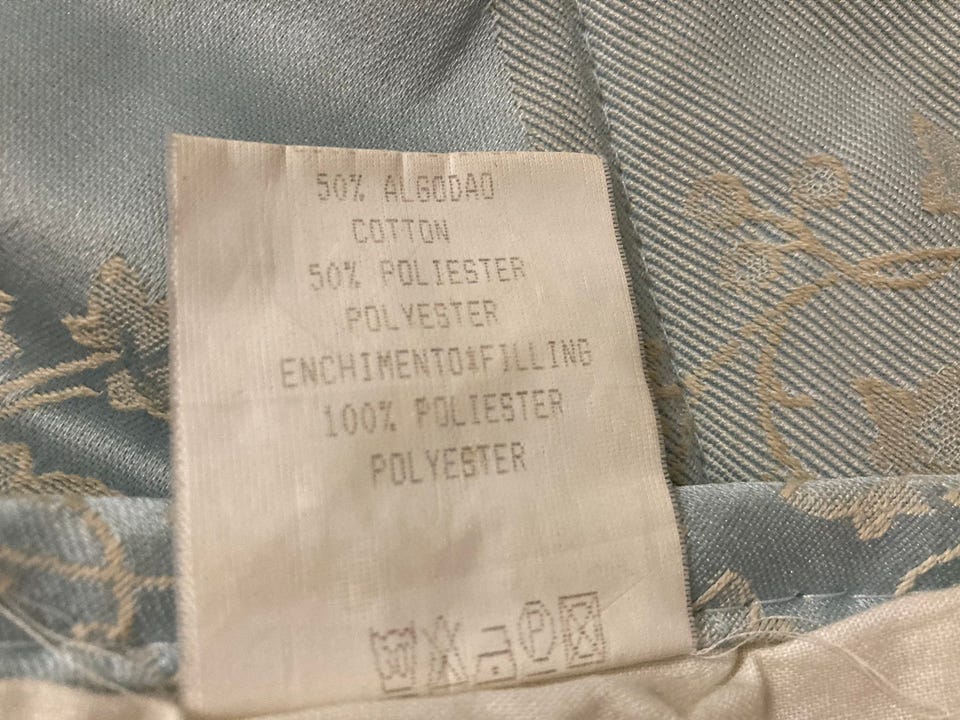 50% ALGODAO
COTTON
50% POLIESTER
POLYESTER
ENCHIMENTO:FILLING
100% POLIESTER
POLYESTER
P